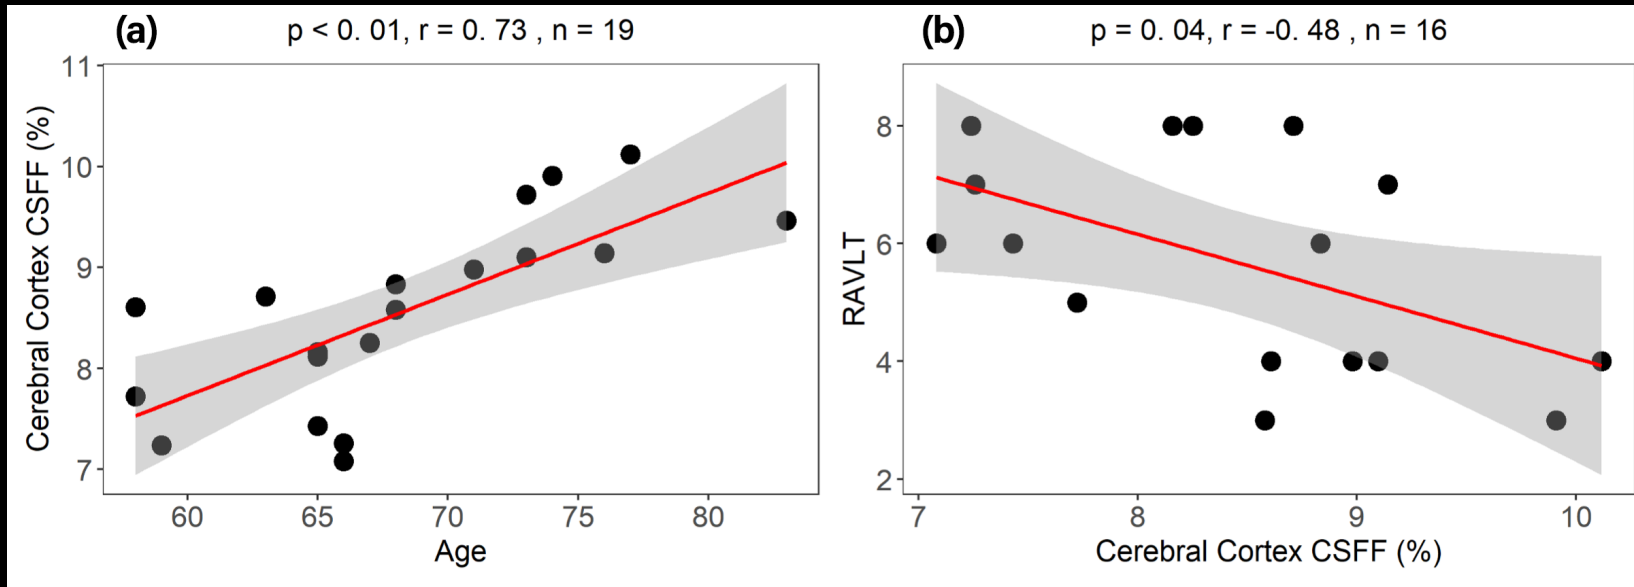 (a)
p < 0. 01, r = 0. 73 , n = 19
Cerebral Cortex CSFF (%)
11
10
9
8
7
60 65 70 75 80
Age
(b)
p = 0. 04, r = -0. 48 , n = 16
RAVLT
8
6
4
2
7 8 9 10
Cerebral Cortex CSFF (%)